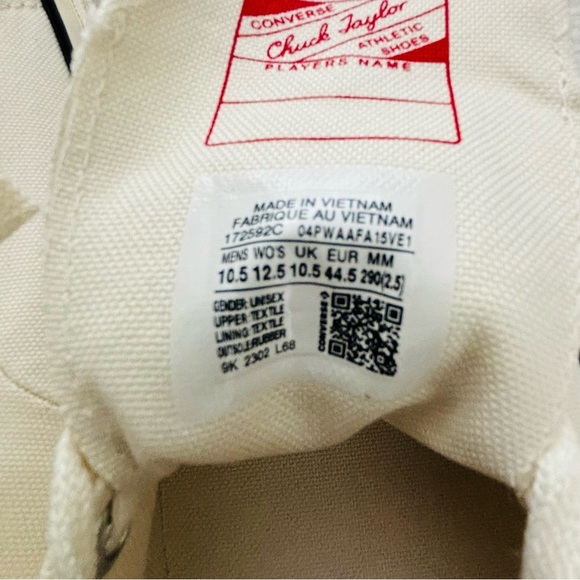 CONVERSE
Chuck Taylor
ATHLETIC
SHOES
PLAYERS NAME
MADE IN VIETNAM
FABRIQUE AU VIETNAM
172592C 04PWAAFA15VE1
MENS WO'S UK EUR MM
10.5 12.5 10.5 44.5 290(2.5)
GENDER: UNISEX
UPPER: TEXTILE
LINING: TEXTILE
OUTSOLE: RUBBER
9K 2302 L68
CONVERSE